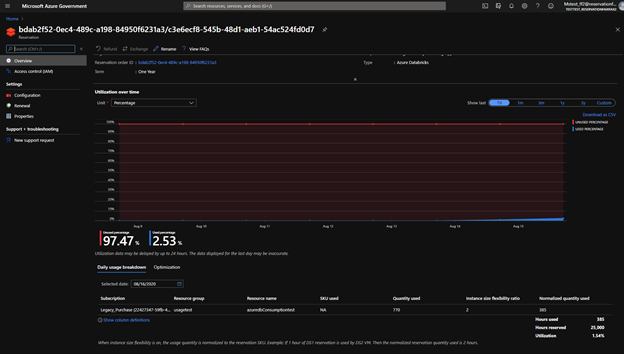 Microsoft Azure Government
Search resources, services, and docs (G+/)
Home >
bdab2f52-0ec4-489c-a198-84950f6231a3/c3e6ecf8-545b-48d1-aeb1-54ac524fd0d7
Reservation
Search (Ctrl+/)
Refund
Exchange
Rename
View FAQs
Overview
Access control (IAM)
Settings
Configuration
Renewal
Properties
Support + troubleshooting
New support request
Reservation order ID : bdab2f52-0ec4-489c-a198-84950f6231a3
Type : Azure Databricks
Term : One Year
Utilization over time
Unit
Percentage
Show last
7d
1m
3m
1y
3y
Custom
Download as CSV
UNUSED PERCENTAGE
USED PERCENTAGE
100%
90%
80%
70%
60%
50%
40%
30%
20%
10%
0%
Aug 9
Aug 10
Aug 11
Aug 12
Aug 13
Aug 14
Aug 15
Unused percentage
97.47 %
Used percentage
2.53 %
Utilization data may be delayed by up to 24 hours. The data displayed for the last day may be inaccurate.
Daily usage breakdown
Optimization
Selected date: 08/16/2020
Subscription
Resource group
Resource name
SKU used
Quantity used
Instance size flexibility ratio
Normalized quantity used
Legacy_Purchase (22427347-59fb-4...
usagetest
azuredbConsumptiontest
NA
770
2
385
Show column definitions
Hours used 385
Hours reserved 25,000
Utilization 1.54%
When instance size flexibility is on, the usage quantity is normalized to the reservation SKU. Example: if 1 hour of DS1 reservation is used by DS2 VM. Then the normalized reservation quantity used is 2 hours.